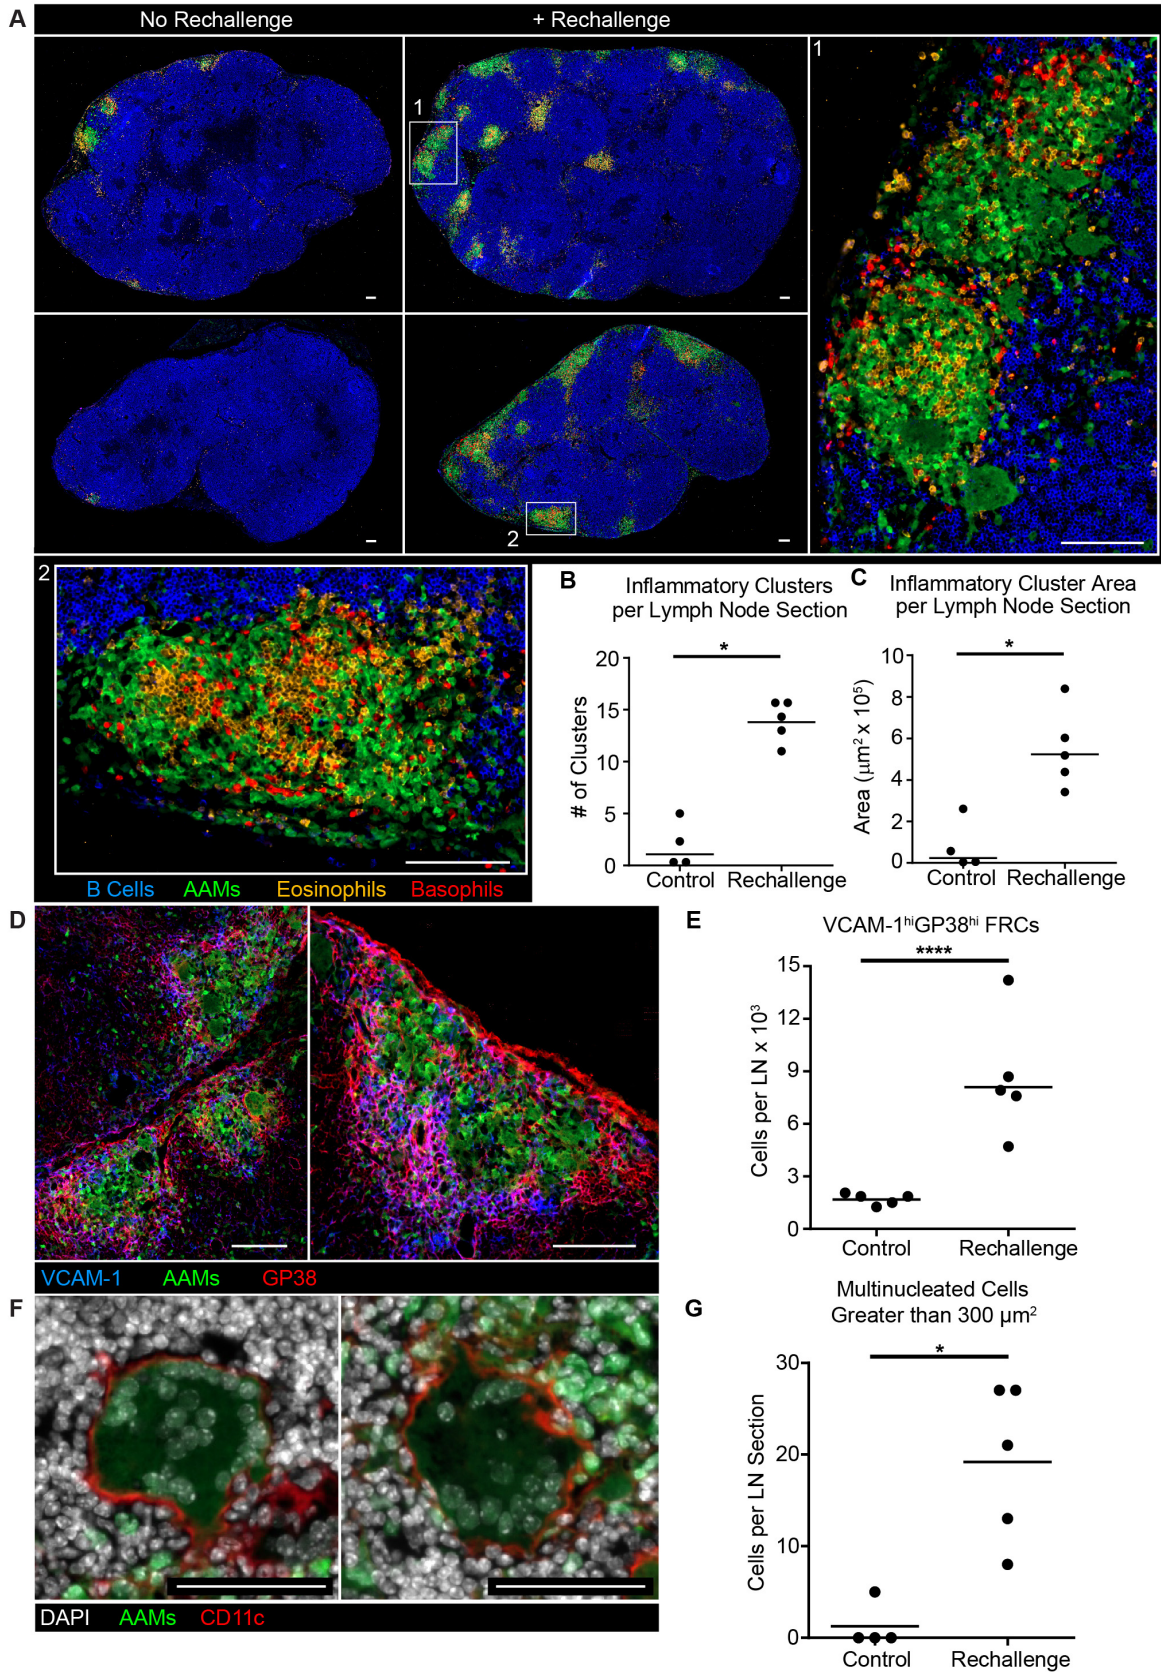 A
No Rechallenge
+ Rechallenge
1
1
2
2
B Cells AAMs Eosinophils Basophils
B
Inflammatory Clusters
per Lymph Node Section
*
# of Clusters
20
15
10
5
0
Control Rechallenge
C
Inflammatory Cluster Area
per Lymph Node Section
*
Area (µm² x 10⁵)
10
8
6
4
2
0
Control Rechallenge
D
VCAM-1 AAMs GP38
E
VCAM-1ʰⁱGP38ʰⁱ FRCs
****
Cells per LN x 10³
15
12
9
6
3
0
Control Rechallenge
F
DAPI AAMs CD11c
G
Multinucleated Cells
Greater than 300 µm²
*
Cells per LN Section
30
20
10
0
Control Rechallenge